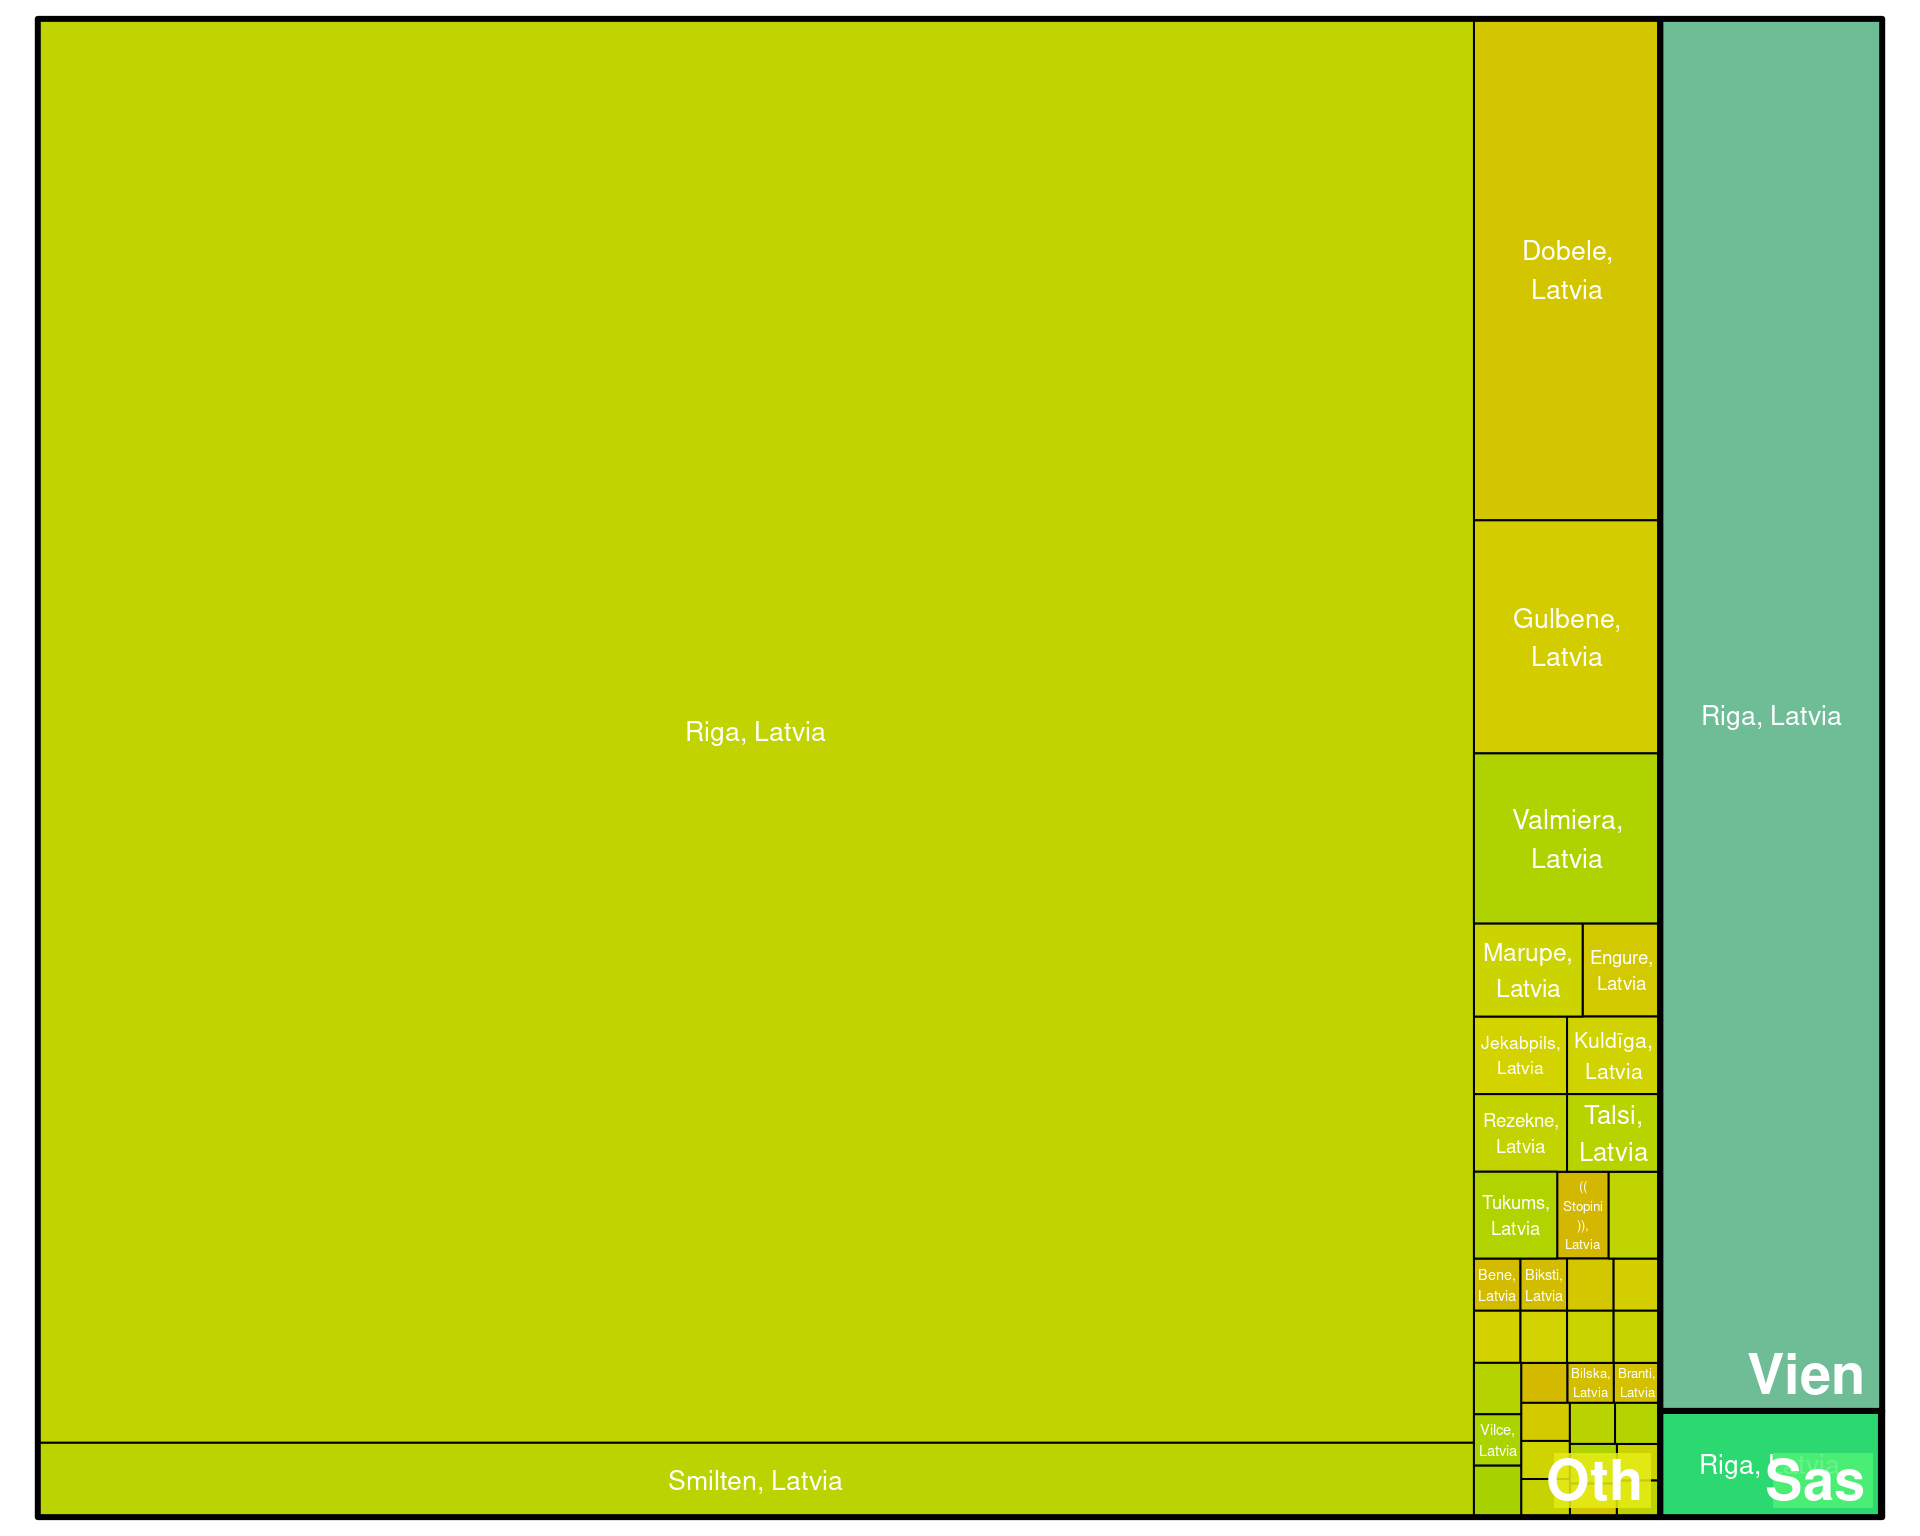 Riga, Latvia
Smilten, Latvia
Dobele,
Latvia
Gulbene,
Latvia
Valmiera,
Latvia
Marupe,
Latvia
Engure,
Latvia
Jekabpils,
Latvia
Kuldīga,
Latvia
Rezekne,
Latvia
Talsi,
Latvia
Tukums,
Latvia
((
Stopini
)),
Latvia
Bene,
Latvia
Biksti,
Latvia
Bilska,
Latvia
Branti,
Latvia
Vilce,
Latvia
Oth
Riga, Latvia
Vien
Riga, Latvia
Sas